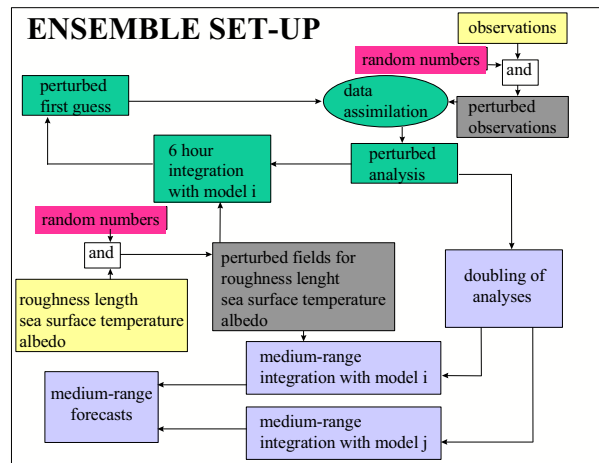 ENSEMBLE SET-UP
observations
random numbers
and
perturbed
first guess
data
assimilation
perturbed
observations
6 hour
integration
with model i
perturbed
analysis
random numbers
and
perturbed fields for
roughness lenght
sea surface temperature
albedo
doubling of
analyses
roughness length
sea surface temperature
albedo
medium-range
integration with model i
medium-range
forecasts
medium-range
integration with model j